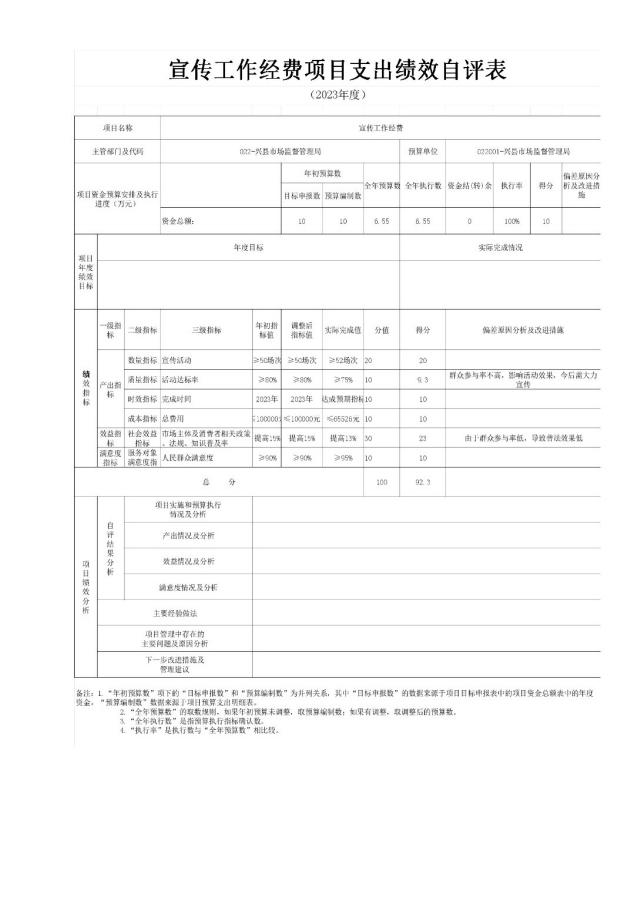 宣传工作经费项目支出绩效自评表
（2023年度）
项目名称 宣传工作经费
主管部门及代码 022-兴县市场监督管理局 预算单位 022001-兴县市场监督管理局
项目资金预算安排及执行进度（万元） 年初预算数 全年预算数 全年执行数 资金结(转)余 执行率 得分 偏差原因分析及改进措施
目标申报数 预算编制数
资金总额： 10 10 6.55 6.55 0 100% 10
项目年度绩效目标 年度目标 实际完成情况
绩效指标 一级指标 二级指标 三级指标 年初指标值 调整后指标值 实际完成值 分值 得分 偏差原因分析及改进措施
产出指标 数量指标 宣传活动 ≥50场次 ≥50场次 ≥52场次 20 20
质量指标 活动达标率 ≥80% ≥80% ≥75% 10 9.3 群众参与率不高，影响活动效果，今后需大力宣传
时效指标 完成时间 2023年 2023年 达成预期指标 10 10
成本指标 总费用 ≤100000 ≤100000元 ≤65526元 10 10
效益指标 社会效益指标 市场主体及消费者相关政策、法规、知识普及率 提高15% 提高15% 提高13% 30 23 由于群众参与率低，导致普法效果低
满意度指标 服务对象满意度指 人民群众满意度 ≥90% ≥90% ≥95% 10 10
总 分 100 92.3
项目绩效分析 自评结果分析 项目实施和预算执行情况及分析
产出情况及分析
效益情况及分析
满意度情况及分析
主要经验做法
项目管理中存在的主要问题及原因分析
下一步改进措施及管理建议
备注：1.“年初预算数”项下的“目标申报数”和“预算编制数”为并列关系，其中“目标申报数”的数据来源于项目目标申报表中的项目资金总额表中的年度
资金，“预算编制数”数据来源于项目预算支出明细表。
2.“全年预算数”的取数规则，如果年初预算未调整，取预算编制数；如果有调整，取调整后的预算数。
3.“全年执行数”是指预算执行指标确认数。
4.“执行率”是执行数与“全年预算数”相比较。